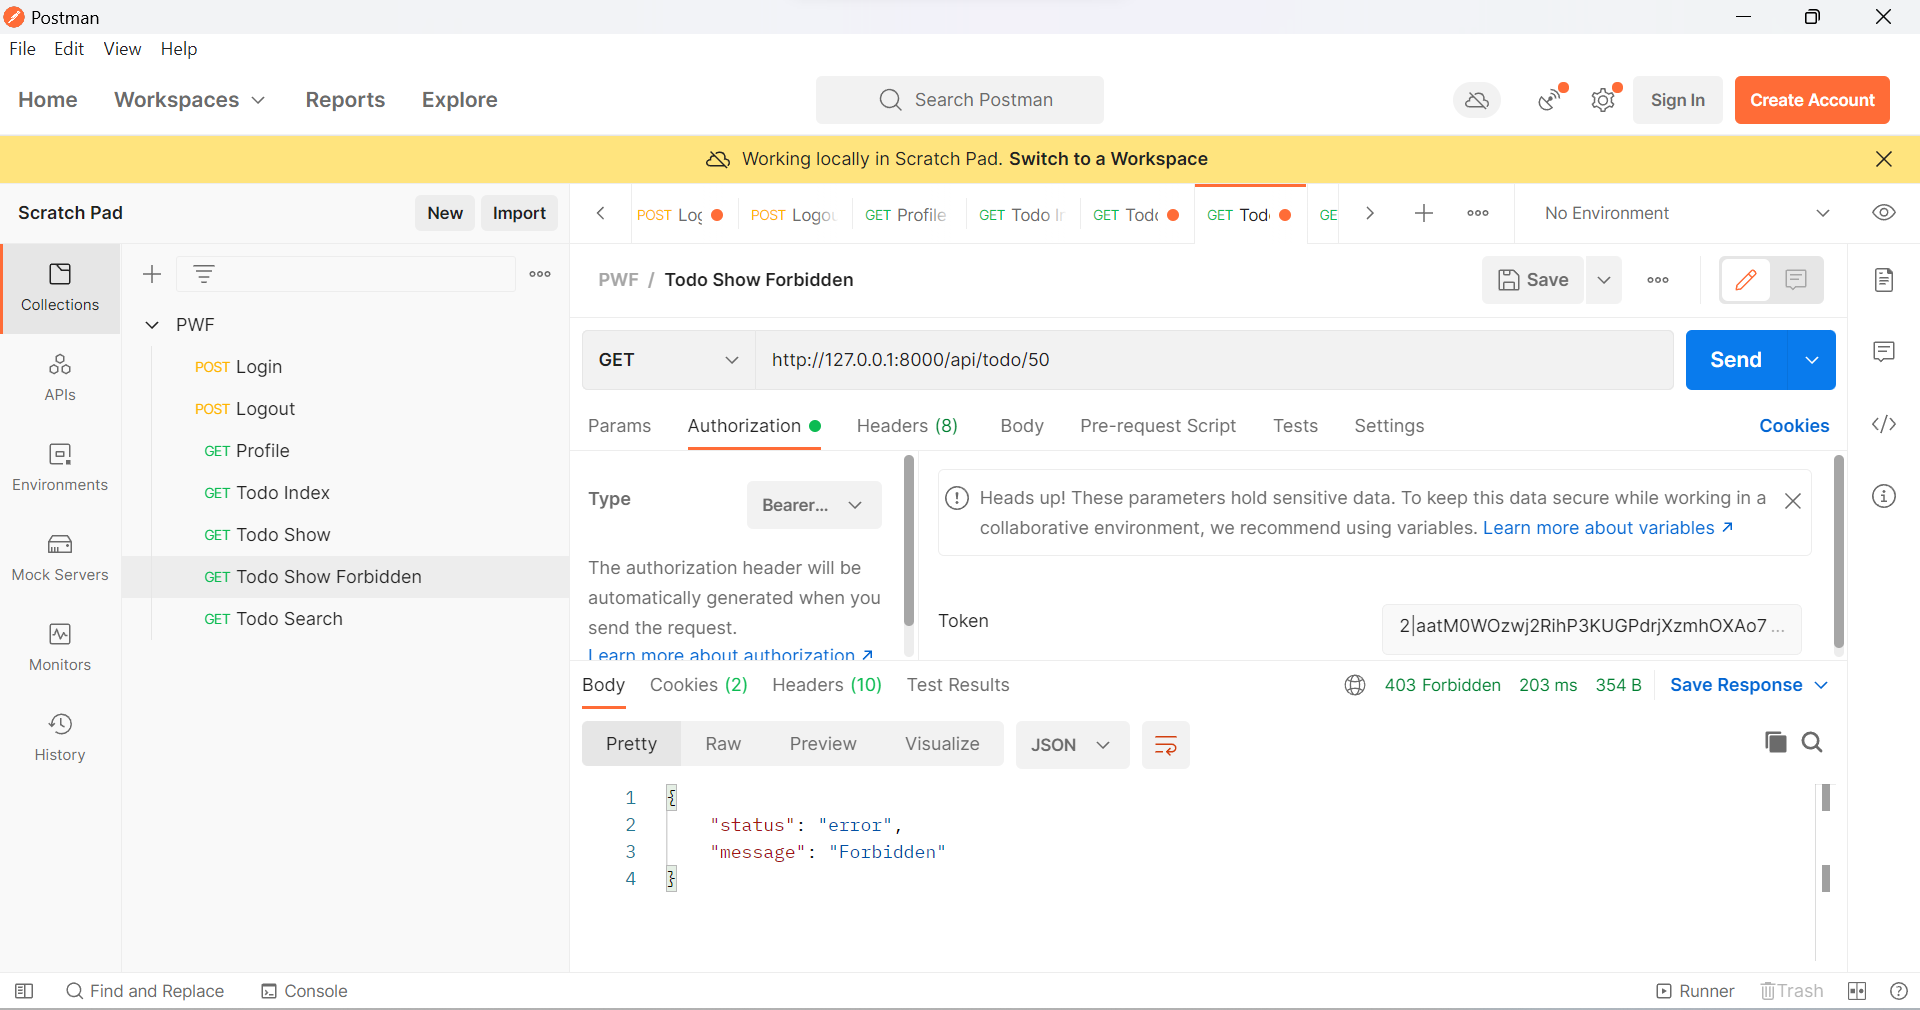 Postman
File Edit View Help
Home Workspaces Reports Explore Search Postman Sign In Create Account
Working locally in Scratch Pad. Switch to a Workspace
Scratch Pad New Import
POST Log POST Logou GET Profile GET Todo In GET Todo GET Tod GE No Environment
Collections
APIs
Environments
Mock Servers
Monitors
History
PWF
POST Login
POST Logout
GET Profile
GET Todo Index
GET Todo Show
GET Todo Show Forbidden
GET Todo Search
PWF / Todo Show Forbidden Save
GET http://127.0.0.1:8000/api/todo/50 Send
Params Authorization Headers (8) Body Pre-request Script Tests Settings Cookies
Type Bearer...
The authorization header will be
automatically generated when you
send the request.
Learn more about authorization ↗
Heads up! These parameters hold sensitive data. To keep this data secure while working in a
collaborative environment, we recommend using variables. Learn more about variables ↗
Token 2|aatM0WOzwj2RihP3KUGPdrjXzmhOXAo7 ...
Body Cookies (2) Headers (10) Test Results 403 Forbidden 203 ms 354 B Save Response
Pretty Raw Preview Visualize JSON
1 {
2 "status": "error",
3 "message": "Forbidden"
4 }
Find and Replace Console Runner Trash